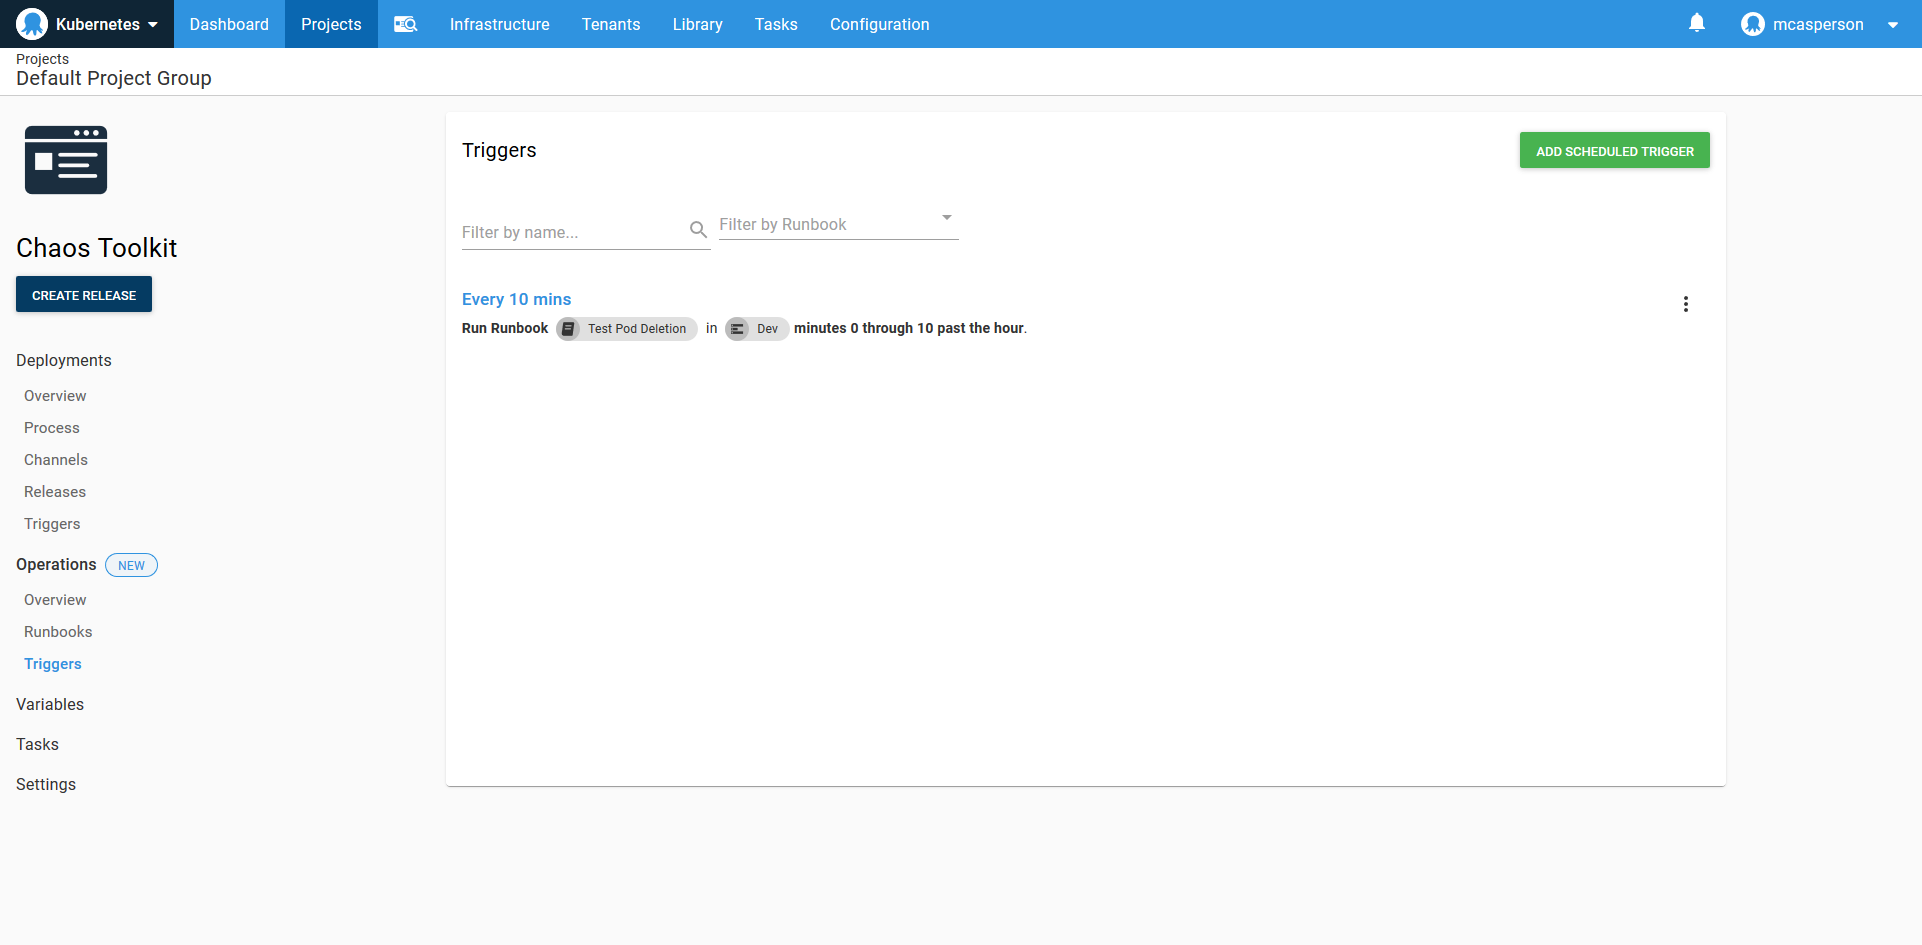 Kubernetes Dashboard Projects Infrastructure Tenants Library Tasks Configuration mcasperson
Projects
Default Project Group
Chaos Toolkit
CREATE RELEASE
Deployments
Overview
Process
Channels
Releases
Triggers
Operations NEW
Overview
Runbooks
Triggers
Variables
Tasks
Settings
Triggers
ADD SCHEDULED TRIGGER
Filter by name... Filter by Runbook
Every 10 mins
Run Runbook Test Pod Deletion in Dev minutes 0 through 10 past the hour.